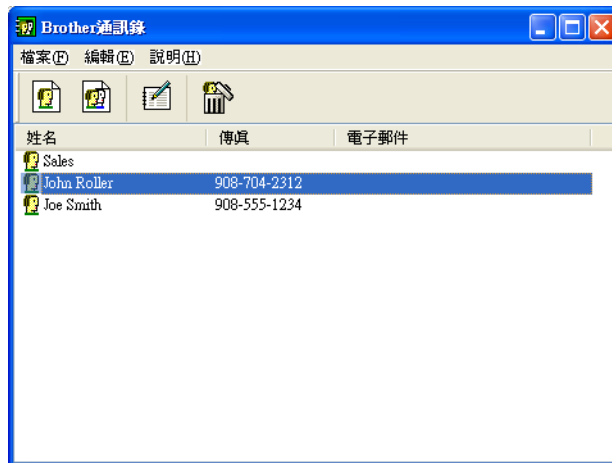 Brother通訊錄
檔案(F) 編輯(E) 說明(H)
姓名 傳真 電子郵件
Sales
John Roller 908-704-2312
Joe Smith 908-555-1234